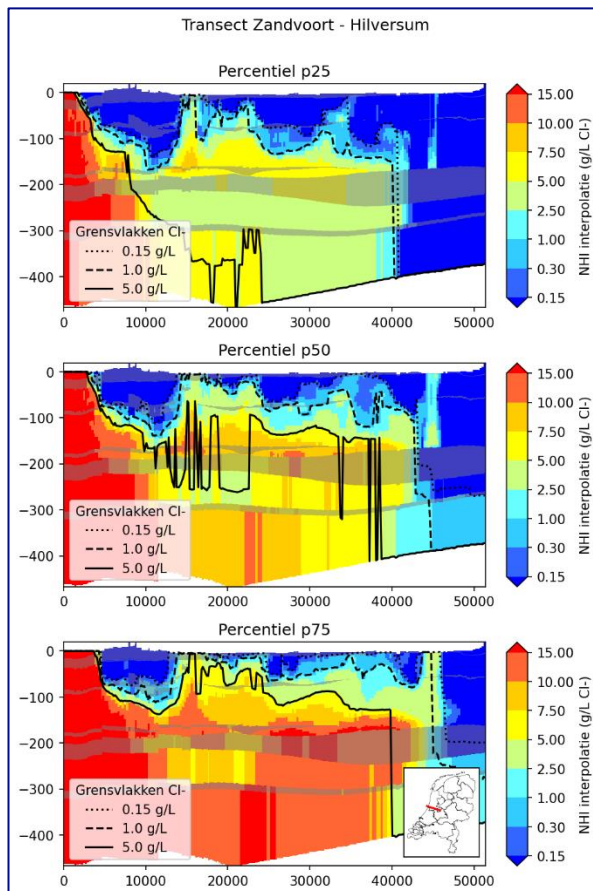 Transect Zandvoort - Hilversum
Percentiel p25
0
−100
−200
−300
−400
Grensvlakken Cl-
0.15 g/L
1.0 g/L
5.0 g/L
0 10000 20000 30000 40000 50000
15.00
10.00
7.50
5.00
2.50
1.00
0.30
0.15
NHI interpolatie (g/L Cl-)
Percentiel p50
0
−100
−200
−300
−400
Grensvlakken Cl-
0.15 g/L
1.0 g/L
5.0 g/L
0 10000 20000 30000 40000 50000
15.00
10.00
7.50
5.00
2.50
1.00
0.30
0.15
NHI interpolatie (g/L Cl-)
Percentiel p75
0
−100
−200
−300
−400
Grensvlakken Cl-
0.15 g/L
1.0 g/L
5.0 g/L
0 10000 20000 30000 40000 50000
15.00
10.00
7.50
5.00
2.50
1.00
0.30
0.15
NHI interpolatie (g/L Cl-)